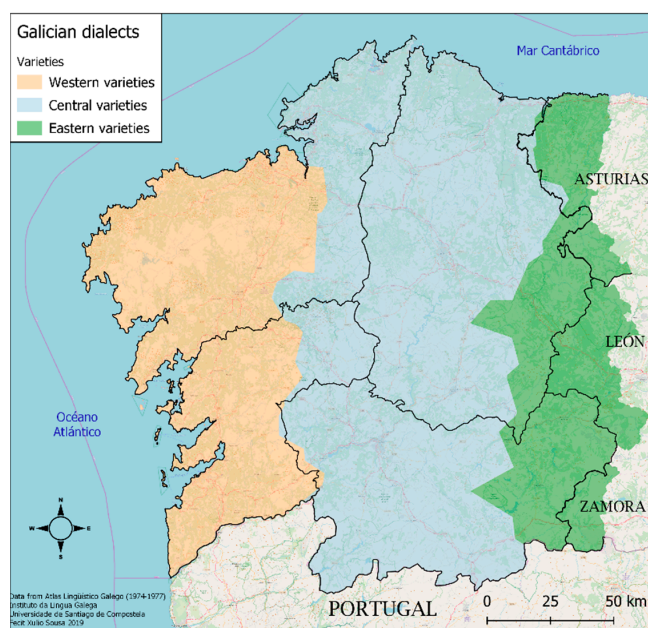 Galician dialects
Varieties
Western varieties
Central varieties
Eastern varieties
Mar Cantábrico
ASTURIAS
LEÓN
Océano
Atlántico
ZAMORA
N
W
E
S
Data from Atlas Lingüístico Galego (1974-1977)
Instituto da Lingua Galega
Universidade de Santiago de Compostela
Fecit Xulio Sousa 2019
PORTUGAL
0 25 50 km